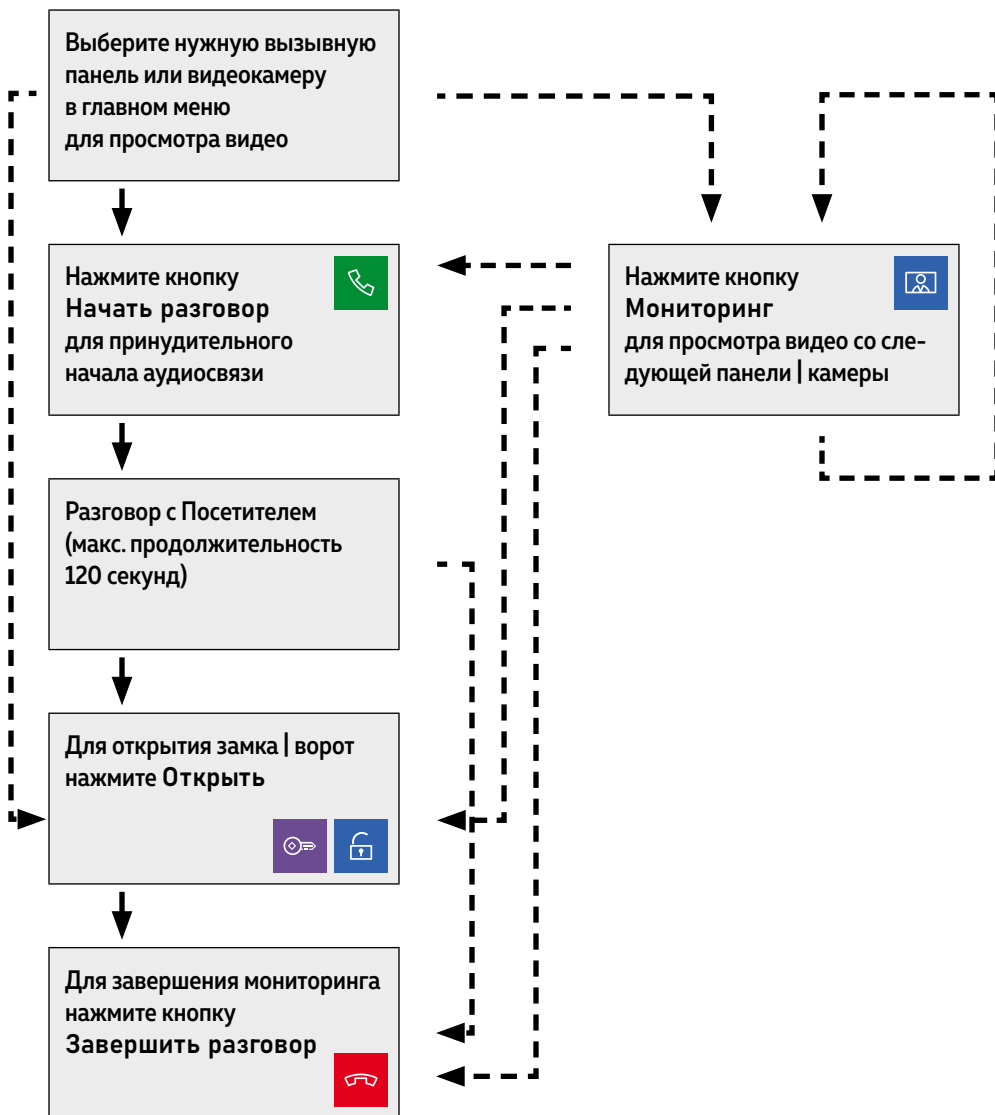 Выберите нужную вызывную
панель или видеокамеру
в главном меню
для просмотра видео
Нажмите кнопку
Начать разговор
для принудительного
начала аудиосвязи
Нажмите кнопку
Мониторинг
для просмотра видео со сле-
дующей панели | камеры
Разговор с Посетителем
(макс. продолжительность
120 секунд)
Для открытия замка | ворот
нажмите Открыть
Для завершения мониторинга
нажмите кнопку
Завершить разговор